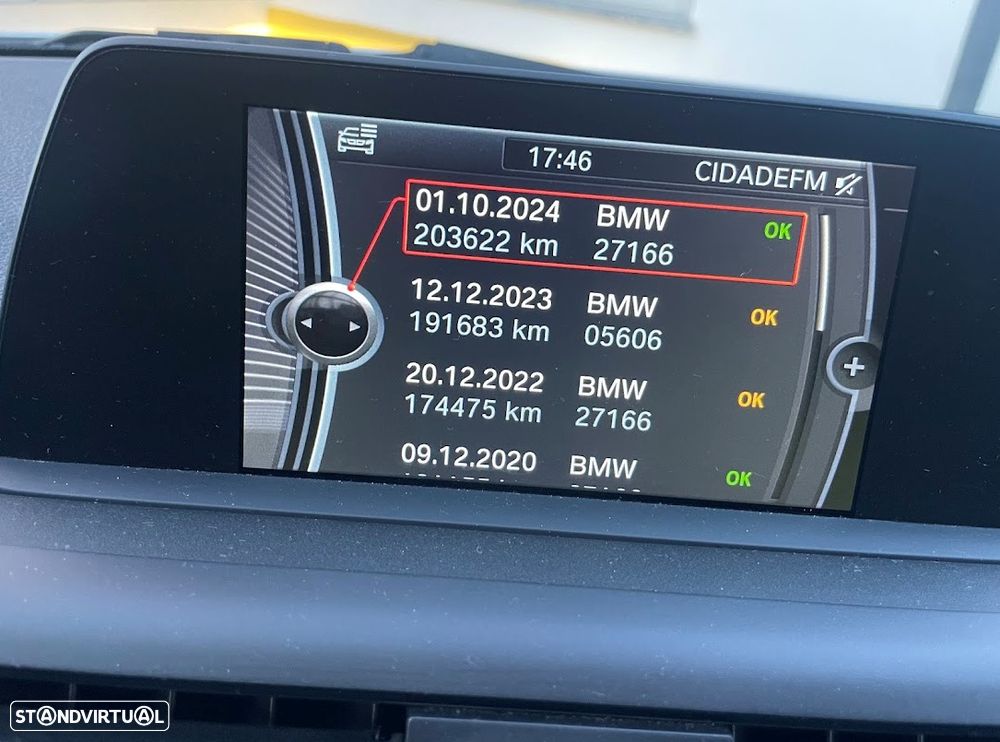 17:46 CIDADEFM
01.10.2024 BMW OK
203622 km 27166
12.12.2023 BMW OK
191683 km 05606
20.12.2022 BMW OK
174475 km 27166
09.12.2020 BMW OK
STANDVIRTUAL